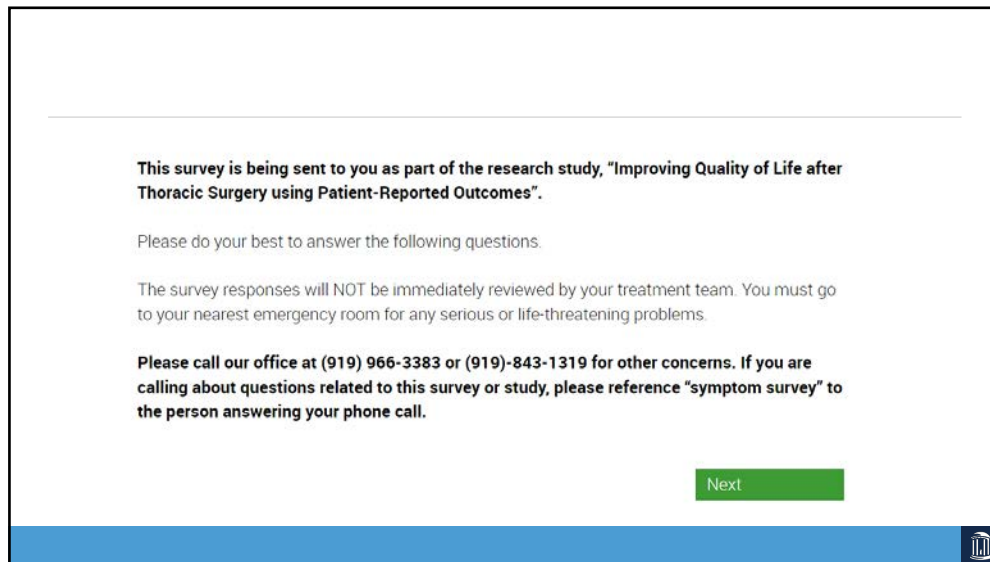 This survey is being sent to you as part of the research study, “Improving Quality of Life after
Thoracic Surgery using Patient-Reported Outcomes”.
Please do your best to answer the following questions.
The survey responses will NOT be immediately reviewed by your treatment team. You must go
to your nearest emergency room for any serious or life-threatening problems.
Please call our office at (919) 966-3383 or (919)-843-1319 for other concerns. If you are
calling about questions related to this survey or study, please reference “symptom survey” to
the person answering your phone call.
Next